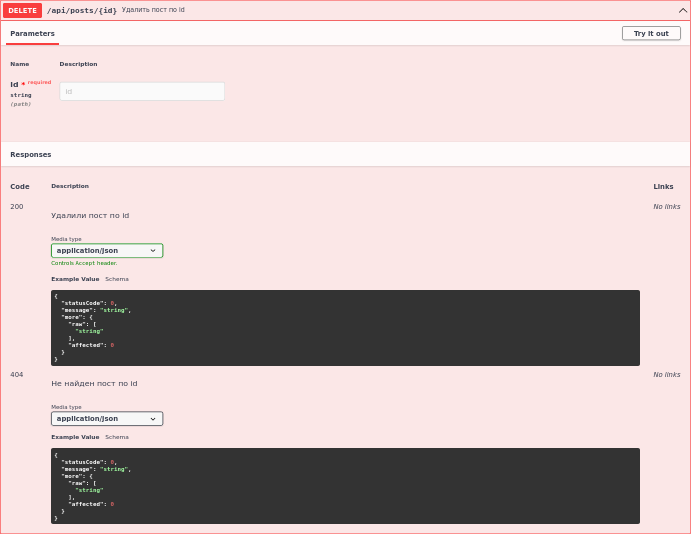 DELETE /api/posts/{id} Удалить пост по id
Parameters Try it out
Name Description
id * required
string
(path)
id
Responses
Code Description Links
200 No links
Удалили пост по id
Media type
application/json
Controls Accept header.
Example Value Schema
{
"statusCode": 0,
"message": "string",
"more": {
"raw": [
"string"
],
"affected": 0
}
}
404 No links
Не найден пост по id
Media type
application/json
Example Value Schema
{
"statusCode": 0,
"message": "string",
"more": {
"raw": [
"string"
],
"affected": 0
}
}